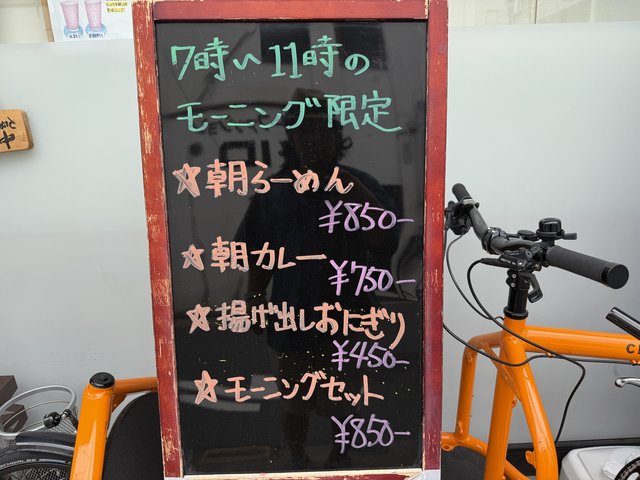 7時〜11時の
モーニング限定
☆朝らーめん
¥850-
☆朝カレー
¥750-
☆揚げ出しおにぎり
¥450-
☆モーニングセット
¥850-